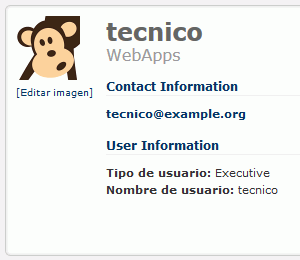 tecnico
WebApps
[Editar imagen]
Contact Information
tecnico@example.org
User Information
Tipo de usuario: Executive
Nombre de usuario: tecnico